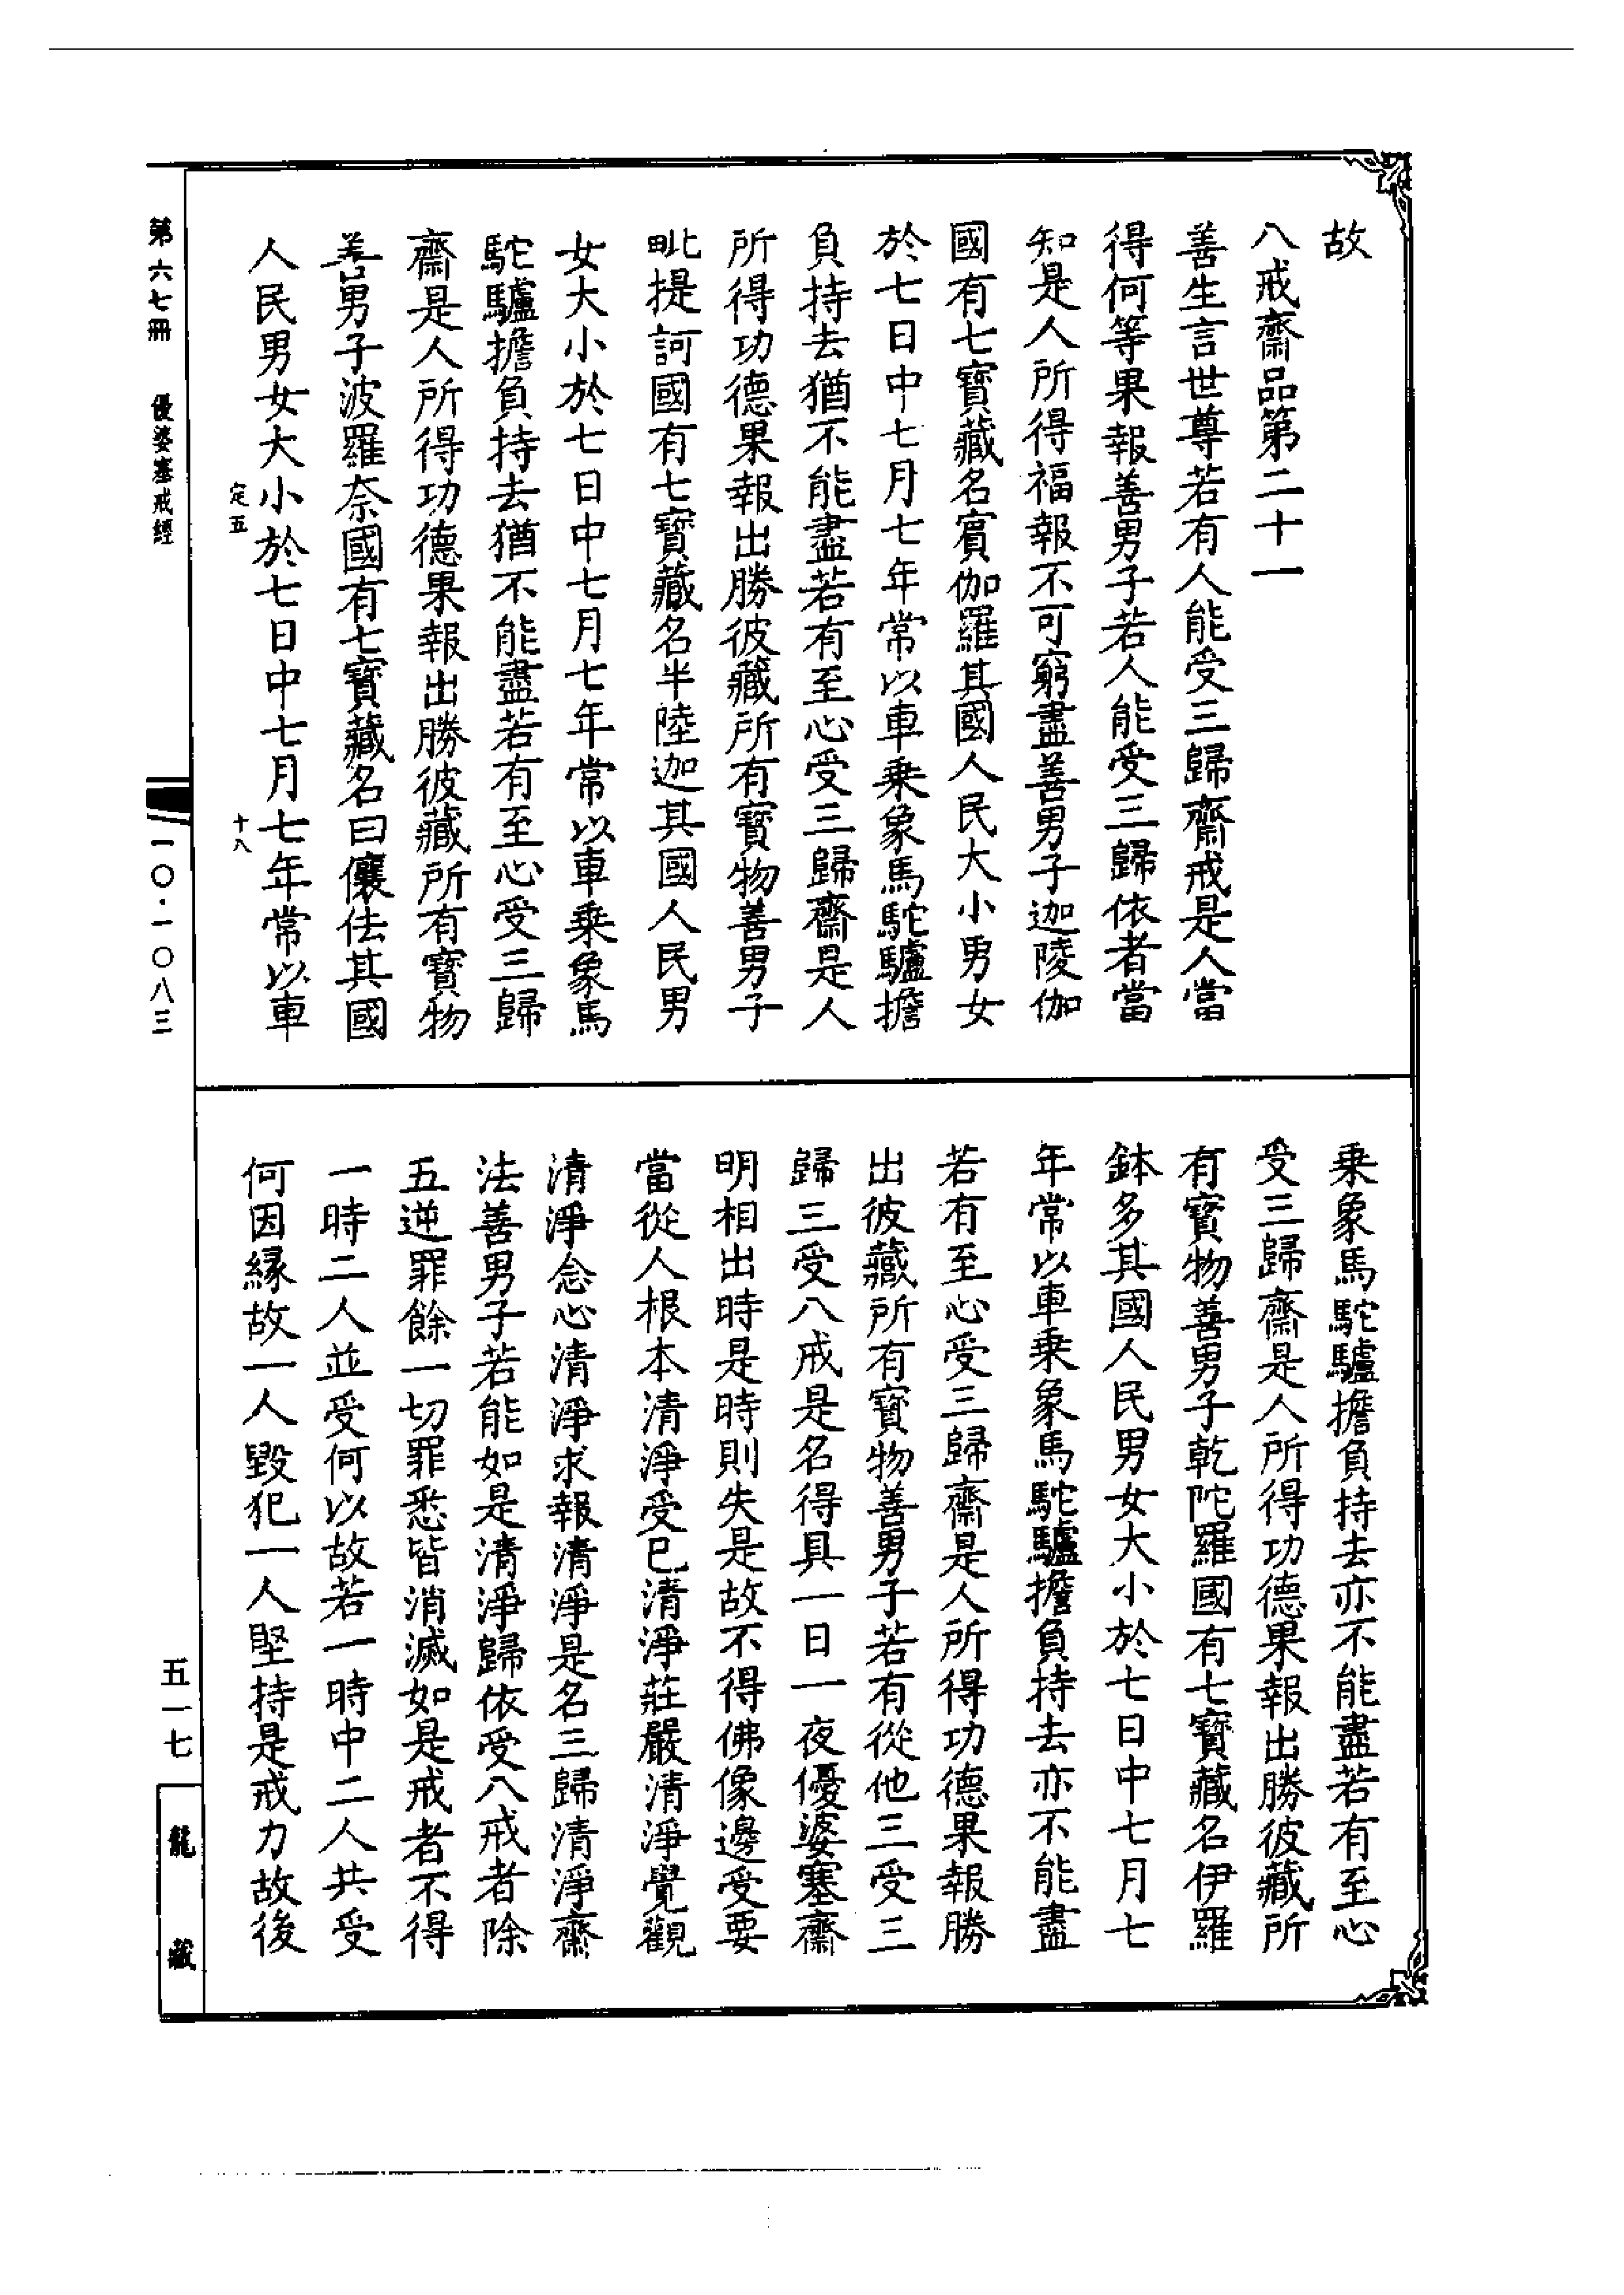 故
八戒齋品第二十一
善生言世尊若有人能受三歸齋戒是人當
得何等果報善男子若人能受三歸依者當
知是人所得福報不可窮盡善男子迦陵伽
國有七寶藏名賓伽羅其國人民大小男女
於七日中七月七年常以車乗象馬駝驢擔
負持去猶不能盡若有至心受三歸齋是人
所得功德果報出勝彼藏所有寶物善男子
毗提訶國有七寶藏名半陸迦其國人民男
女大小於七日中七月七年常以車乗象馬
駝驢擔負持去猶不能盡若有至心受三歸
齋是人所得功德果報出勝彼藏所有寶物
善男子波羅奈國有七寶藏名曰儴佉其國
人民男女大小於七日中七月七年常以車
定五 十八
乗象馬駝驢擔負持去亦不能盡若有至心
受三歸齋是人所得功德果報出勝彼藏所
有寶物善男子乾陀羅國有七寶藏名伊羅
鉢多其國人民男女大小於七日中七月七
年常以車乗象馬駝驢擔負持去亦不能盡
若有至心受三歸齋是人所得功德果報勝
出彼藏所有寶物善男子若有從他三受三
歸三受八戒是名得具一日一夜優婆塞齋
明相出時是時則失是故不得佛像邊受要
當從人根本清淨受已清淨莊嚴清淨覺觀
清淨念心清淨求報清淨是名三歸清淨齋
法善男子若能如是清淨歸依受八戒者除
五逆罪餘一切罪悉皆消滅如是戒者不得
一時二人並受何以故若一時中二人共受
何因縁故一人毀犯一人堅持是戒力故後
第六七冊 優婆塞戒經
一〇·一〇八三
五一七
龍藏